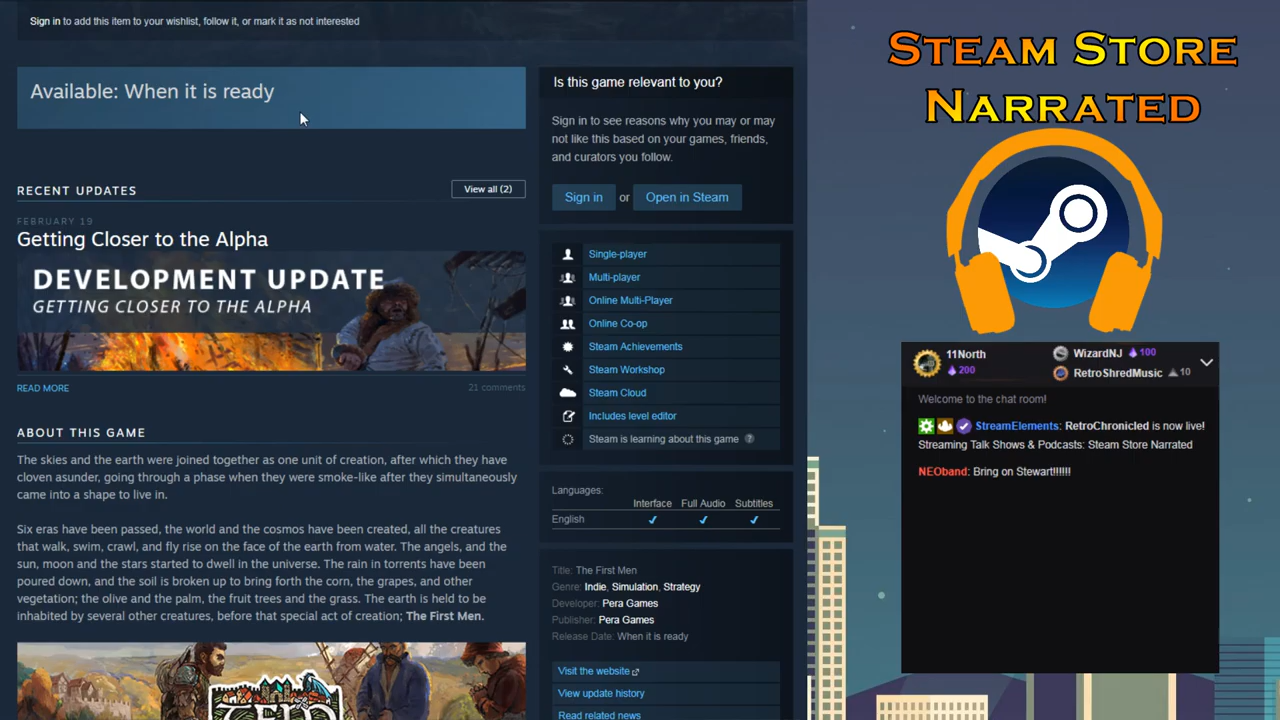 Sign in to add this item to your wishlist, follow it, or mark it as not interested
Available: When it is ready
RECENT UPDATES
View all (2)
FEBRUARY 19
Getting Closer to the Alpha
DEVELOPMENT UPDATE
GETTING CLOSER TO THE ALPHA
READ MORE
21 comments
ABOUT THIS GAME
The skies and the earth were joined together as one unit of creation, after which they have
cloven asunder, going through a phase when they were smoke-like after they simultaneously
came into a shape to live in.
Six eras have been passed, the world and the cosmos have been created, all the creatures
that walk, swim, crawl, and fly rise on the face of the earth from water. The angels, and the
sun, moon and the stars started to dwell in the universe. The rain in torrents have been
poured down, and the soil is broken up to bring forth the corn, the grapes, and other
vegetation; the olive and the palm, the fruit trees and the grass. The earth is held to be
inhabited by several other creatures, before that special act of creation; The First Men.
Is this game relevant to you?
Sign in to see reasons why you may or may
not like this based on your games, friends,
and curators you follow.
Sign in or Open in Steam
Single-player
Multi-player
Online Multi-Player
Online Co-op
Steam Achievements
Steam Workshop
Steam Cloud
Includes level editor
Steam is learning about this game ?
Languages:
Interface Full Audio Subtitles
English ✔ ✔ ✔
Title: The First Men
Genre: Indie, Simulation, Strategy
Developer: Pera Games
Publisher: Pera Games
Release Date: When it is ready
Visit the website
View update history
Read related news
STEAM STORE
NARRATED
11North
200
WizardNJ 100
RetroShredMusic 10
Welcome to the chat room!
StreamElements: RetroChronicled is now live!
Streaming Talk Shows & Podcasts: Steam Store Narrated
NEOband: Bring on Stewart!!!!!!